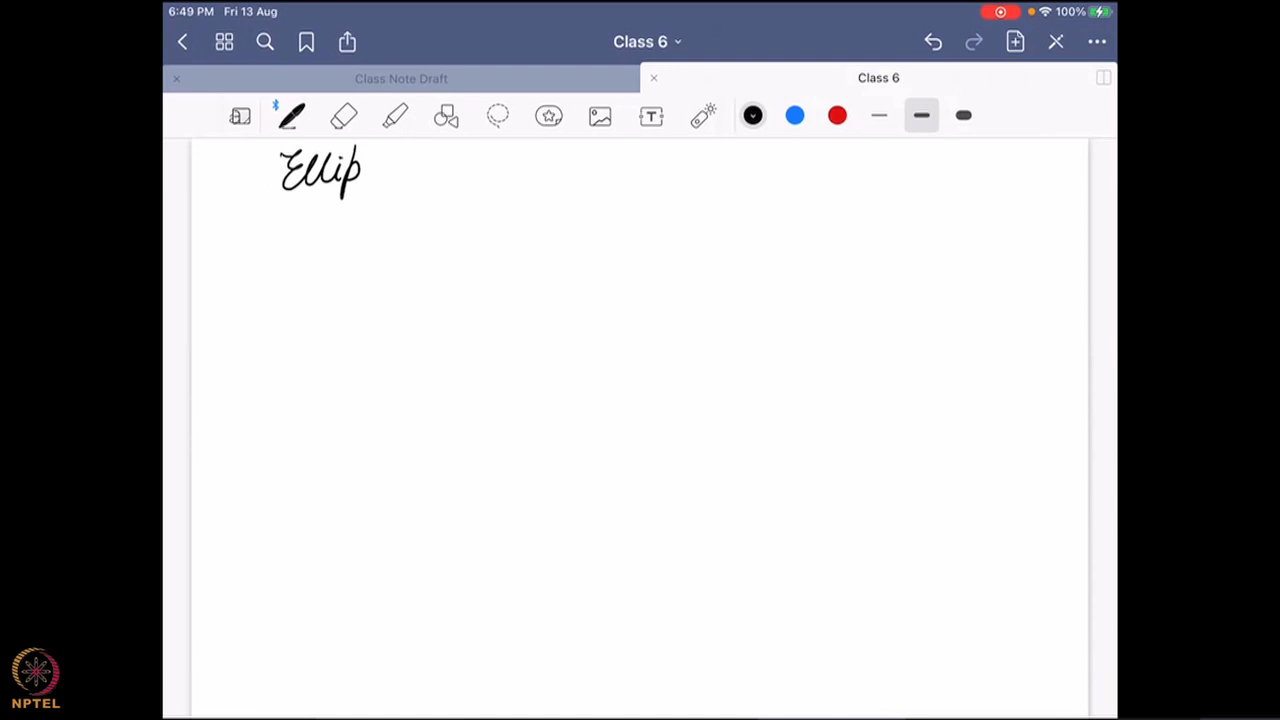 6:49 PM Fri 13 Aug
100%
Class 6
Class Note Draft
Class 6
T
Ellip
NPTEL